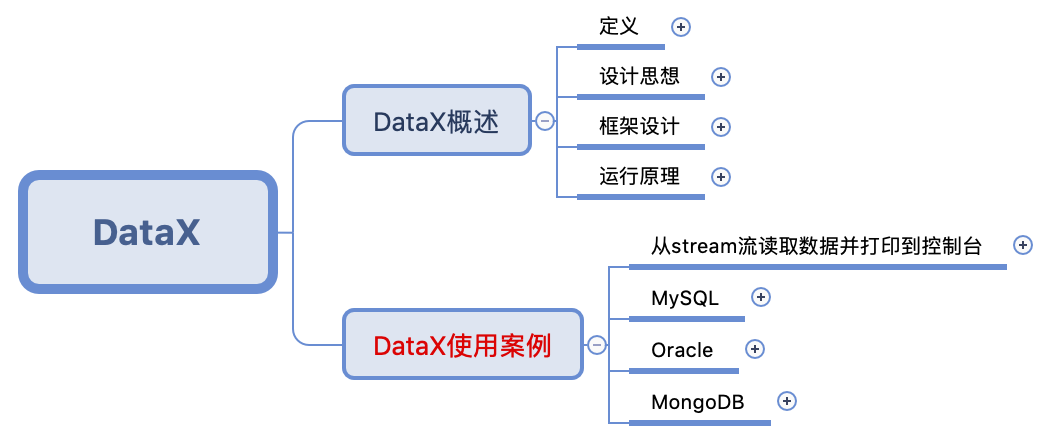 DataX
DataX概述
定义
设计思想
框架设计
运行原理
DataX使用案例
从stream流读取数据并打印到控制台
MySQL
Oracle
MongoDB